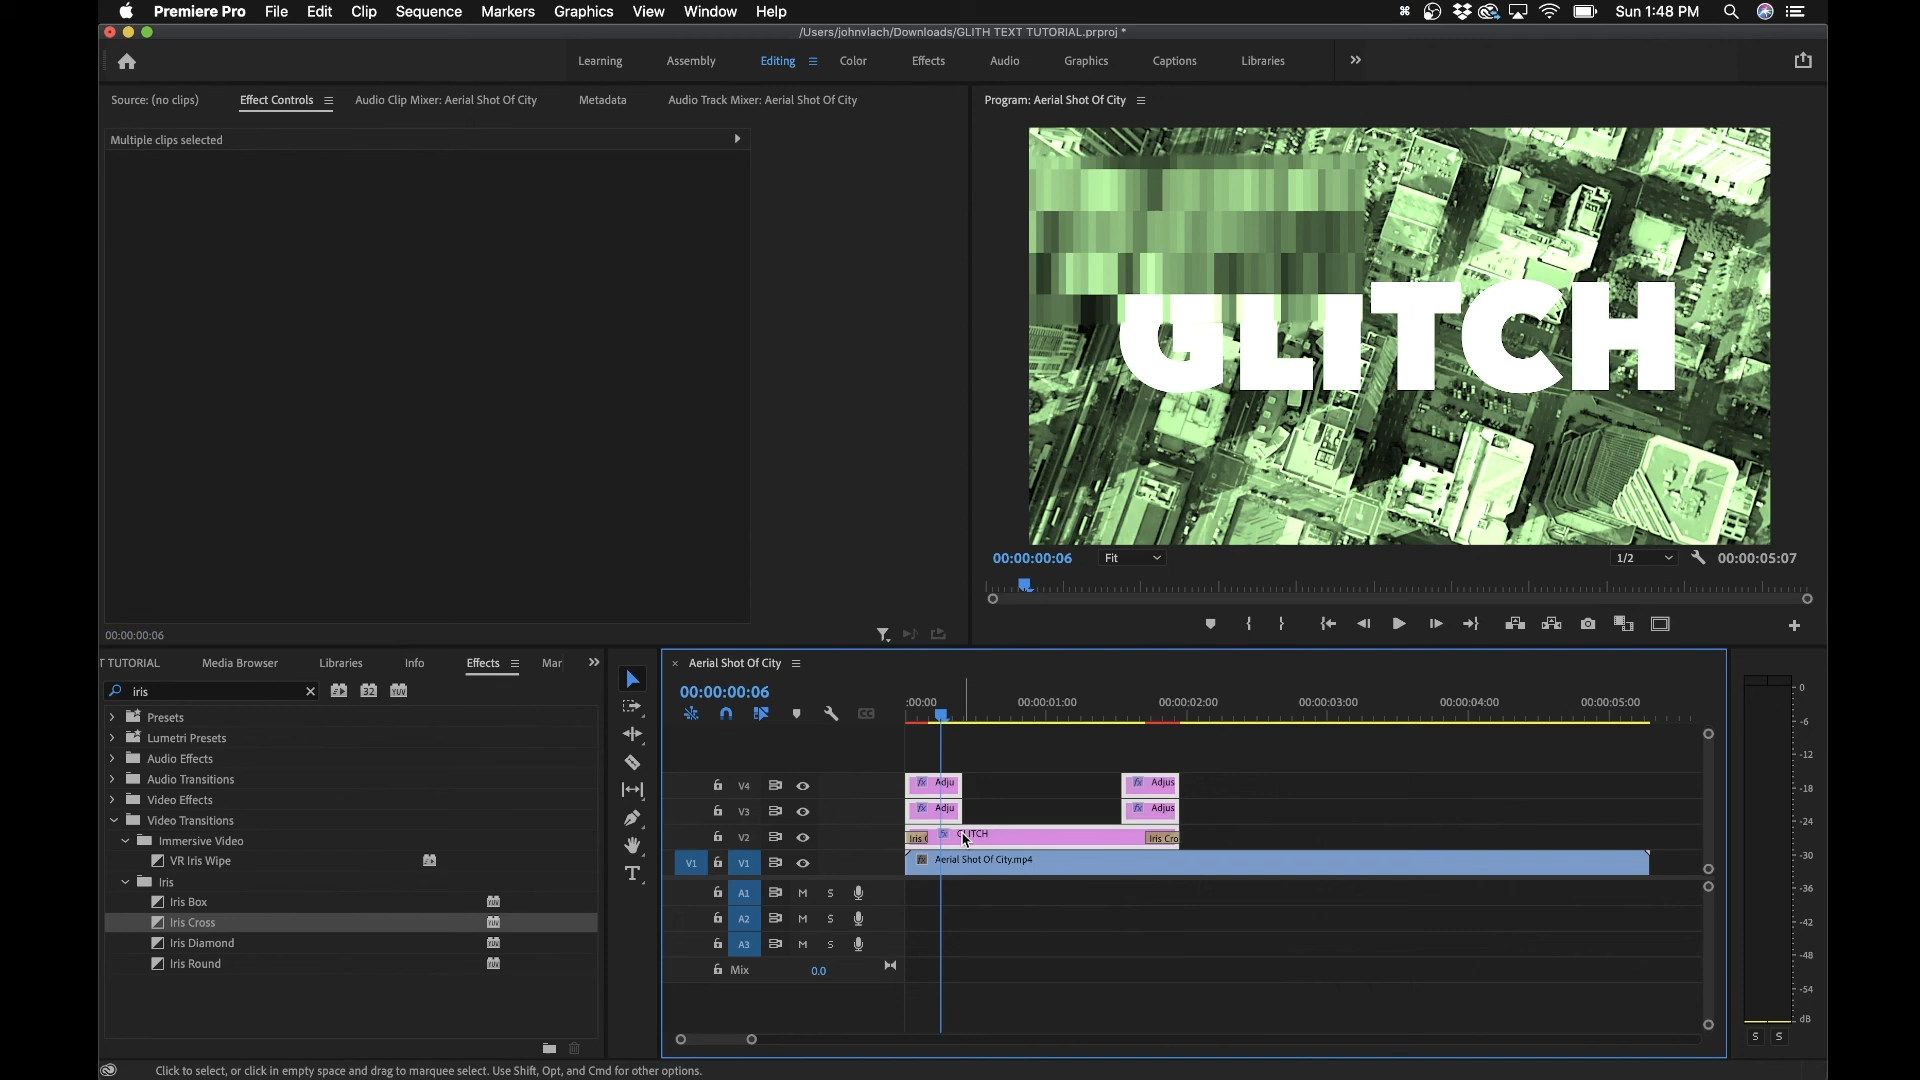 Premiere Pro File Edit Clip Sequence Markers Graphics View Window Help Sun 1:48 PM
/Users/johnvlach/Downloads/GLITH TEXT TUTORIAL.prproj *
Learning Assembly Editing Color Effects Audio Graphics Captions Libraries
Source: (no clips) Effect Controls Audio Clip Mixer: Aerial Shot Of City Metadata Audio Track Mixer: Aerial Shot Of City
Program: Aerial Shot Of City
Multiple clips selected
GLITCH
00:00:00:06 Fit 1/2 00:00:05:07
00:00:00:06
T TUTORIAL Media Browser Libraries Info Effects Mar
iris 32 YUV
Presets
Lumetri Presets
Audio Effects
Audio Transitions
Video Effects
Video Transitions
Immersive Video
VR Iris Wipe
Iris
Iris Box
Iris Cross
Iris Diamond
Iris Round
Aerial Shot Of City
00:00:00:06
:00:00 00:00:01:00 00:00:02:00 00:00:03:00 00:00:04:00 00:00:05:00
V4 fx Adju fx Adjus
V3 fx Adju fx Adjus
V2 Iris fx GLITCH Iris Cro
V1 V1 fx Aerial Shot Of City.mp4
A1 M S
A2 M S
A3 M S
Mix 0.0
0
-6
-12
-18
-24
-30
-36
-42
-48
-54
dB
S S
Click to select, or click in empty space and drag to marquee select. Use Shift, Opt, and Cmd for other options.